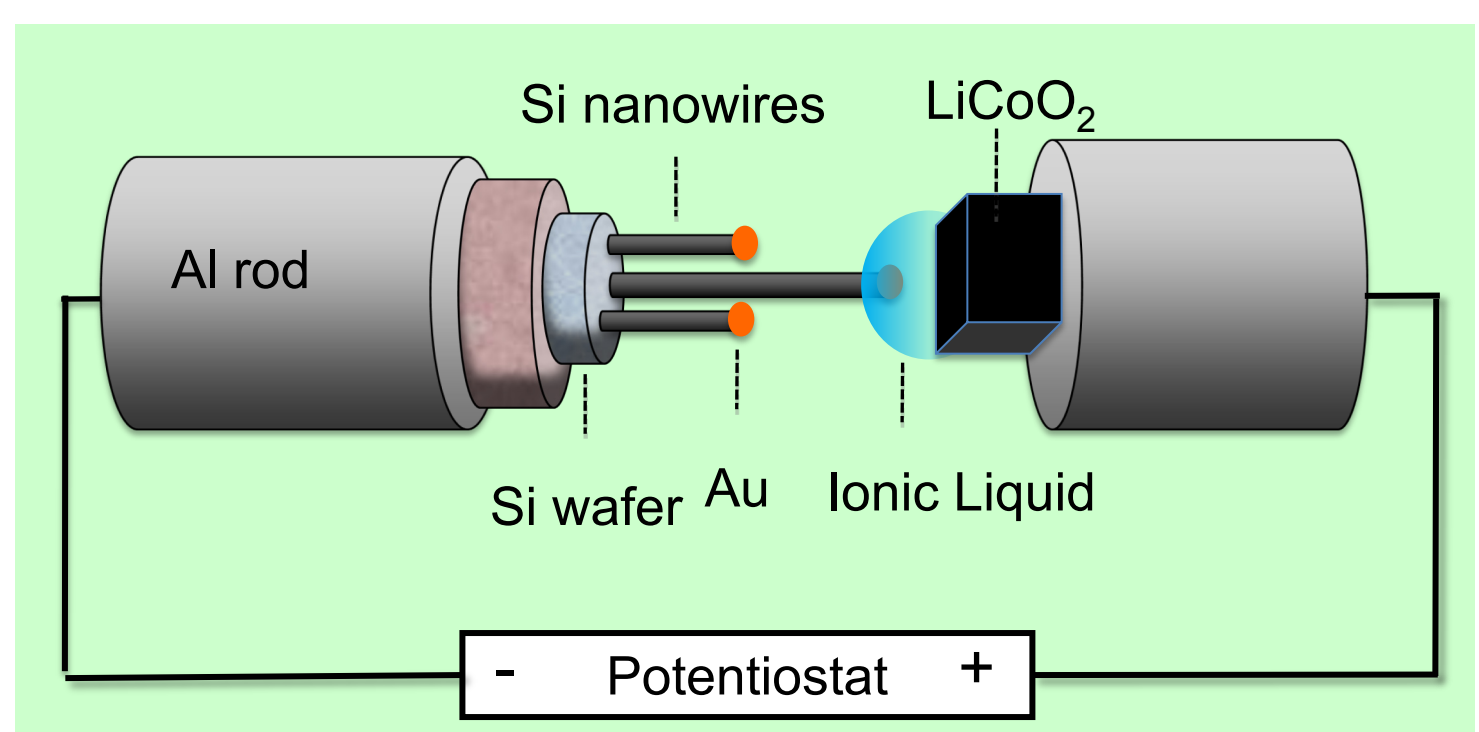 Si nanowires
LiCoO₂
Al rod
Si wafer
Au
Ionic Liquid
- Potentiostat +